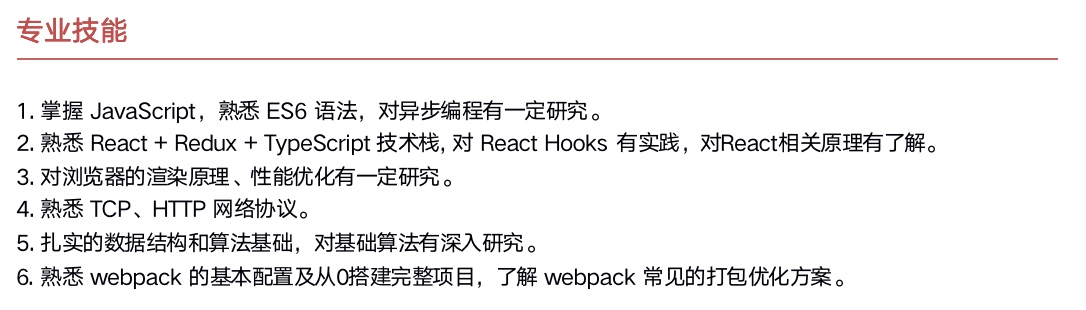 专业技能
1. 掌握 JavaScript，熟悉 ES6 语法，对异步编程有一定研究。
2. 熟悉 React + Redux + TypeScript 技术栈, 对 React Hooks 有实践，对React相关原理有了解。
3. 对浏览器的渲染原理、性能优化有一定研究。
4. 熟悉 TCP、HTTP 网络协议。
5. 扎实的数据结构和算法基础，对基础算法有深入研究。
6. 熟悉 webpack 的基本配置及从0搭建完整项目，了解 webpack 常见的打包优化方案。